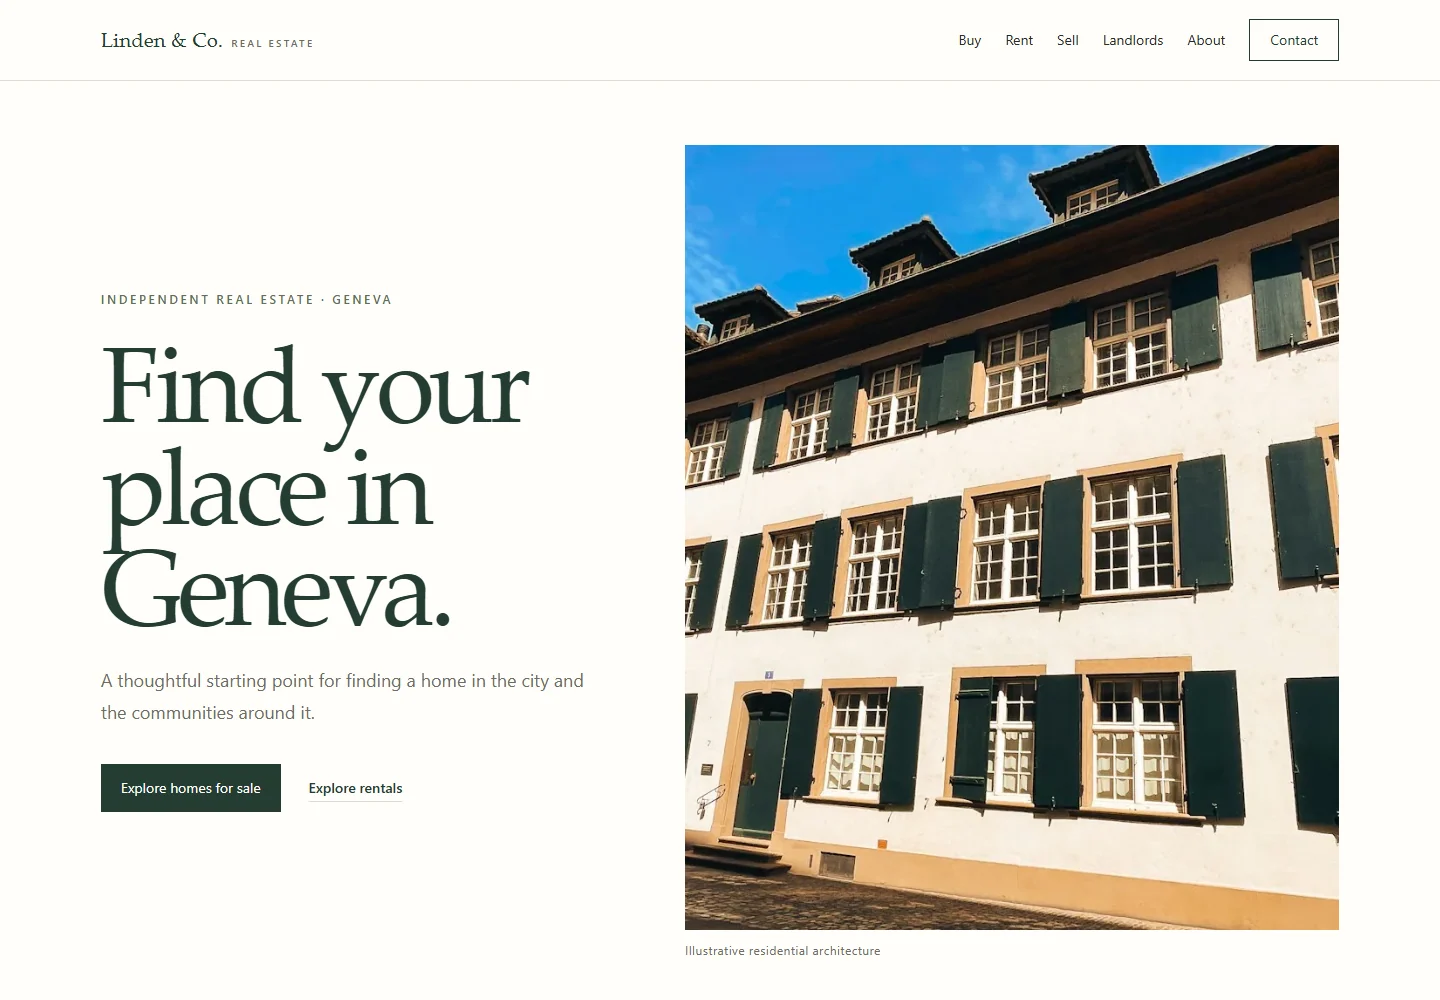 Linden & Co. REAL ESTATE
Buy Rent Sell Landlords About Contact
INDEPENDENT REAL ESTATE · GENEVA
Find your
place in
Geneva.
A thoughtful starting point for finding a home in the city and
the communities around it.
Explore homes for sale Explore rentals
Illustrative residential architecture